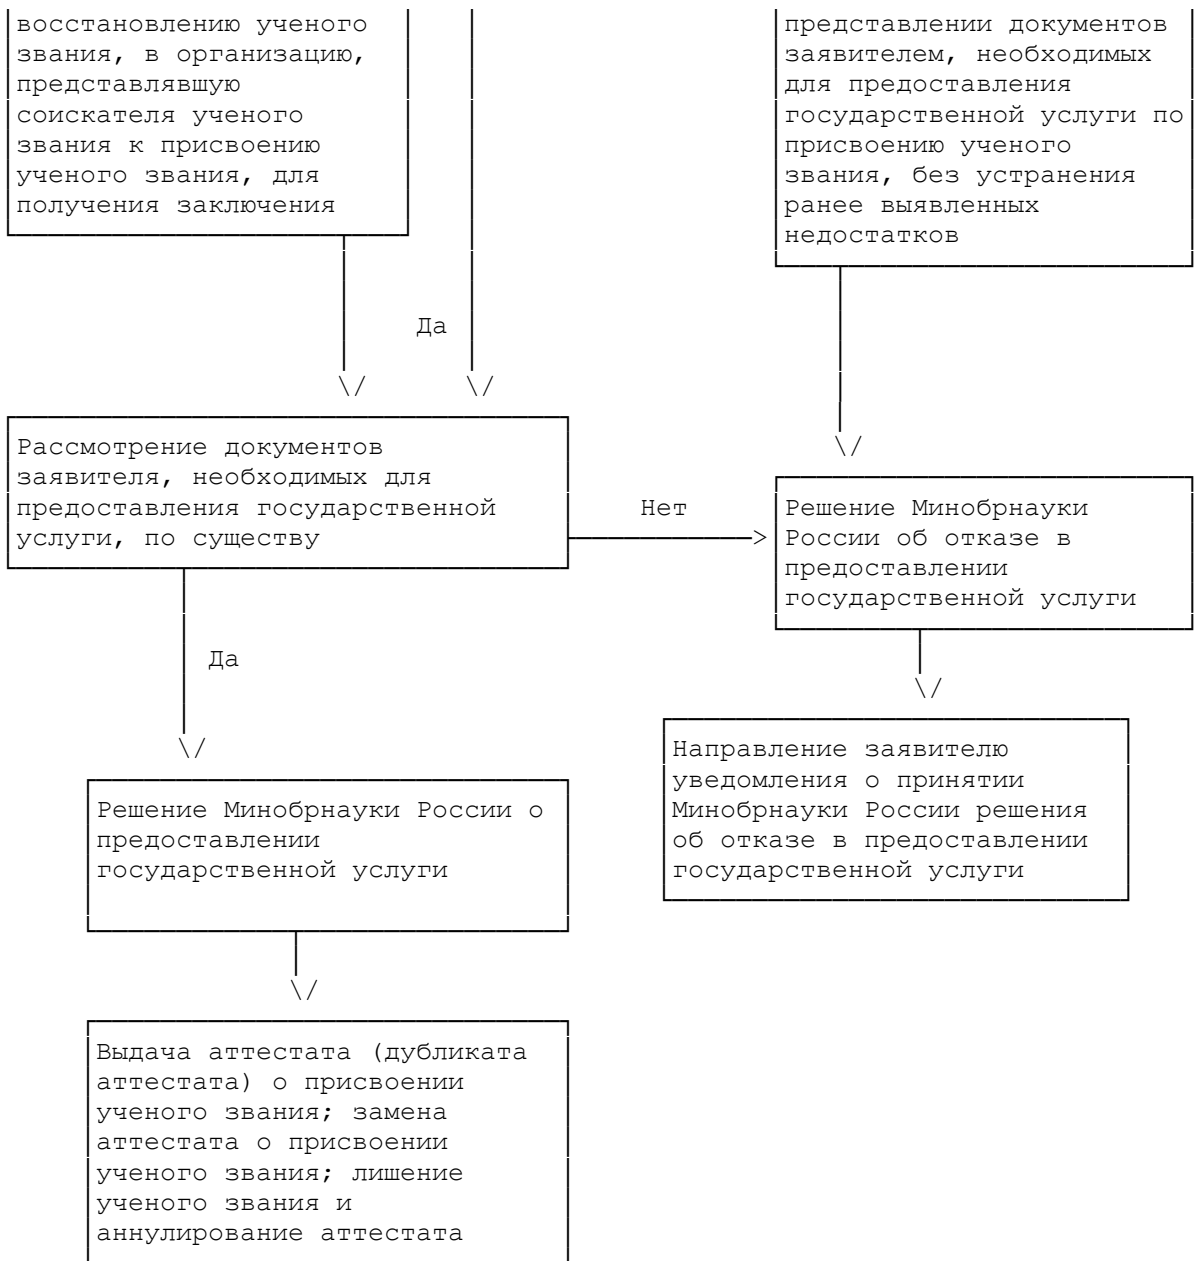 восстановлению ученого
звания, в организацию,
представлявшую
соискателя ученого
звания к присвоению
ученого звания, для
получения заключения
представлении документов
заявителем, необходимых
для предоставления
государственной услуги по
присвоению ученого
звания, без устранения
ранее выявленных
недостатков
Да
Рассмотрение документов
заявителя, необходимых для
предоставления государственной
услуги, по существу
Нет
Решение Минобрнауки
России об отказе в
предоставлении
государственной услуги
Да
Направление заявителю
уведомления о принятии
Минобрнауки России решения
об отказе в предоставлении
государственной услуги
Решение Минобрнауки России о
предоставлении
государственной услуги
Выдача аттестата (дубликата
аттестата) о присвоении
ученого звания; замена
аттестата о присвоении
ученого звания; лишение
ученого звания и
аннулирование аттестата